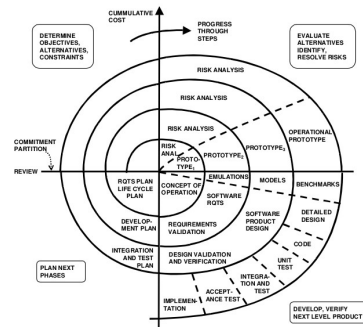 CUMMULATIVE
COST
PROGRESS
THROUGH
STEPS
DETERMINE
OBJECTIVES,
ALTERNATIVES,
CONSTRAINTS
EVALUATE
ALTERNATIVES
IDENTIFY,
RESOLVE RISKS
RISK ANALYSIS
RISK ANALYSIS
RISK ANALYSIS
RISK
ANAL.
PROTO-
TYPE1
PROTOTYPE2
PROTOTYPE3
OPERATIONAL
PROTOTYPE
COMMITMENT
PARTITION
REVIEW
RQTS PLAN
LIFE CYCLE
PLAN
CONCEPT OF
OPERATION
EMULATIONS
MODELS
BENCHMARKS
SOFTWARE
RQTS
DEVELOP-
MENT PLAN
REQUIREMENTS
VALIDATION
SOFTWARE
PRODUCT
DESIGN
DETAILED
DESIGN
INTEGRATION
AND TEST
PLAN
DESIGN VALIDATION
AND VERIFICATION
CODE
UNIT
TEST
INTEGRA-
TION AND
TEST
ACCEPT-
ANCE TEST
IMPLEMEN-
TATION
PLAN NEXT
PHASES
DEVELOP, VERIFY
NEXT LEVEL PRODUCT